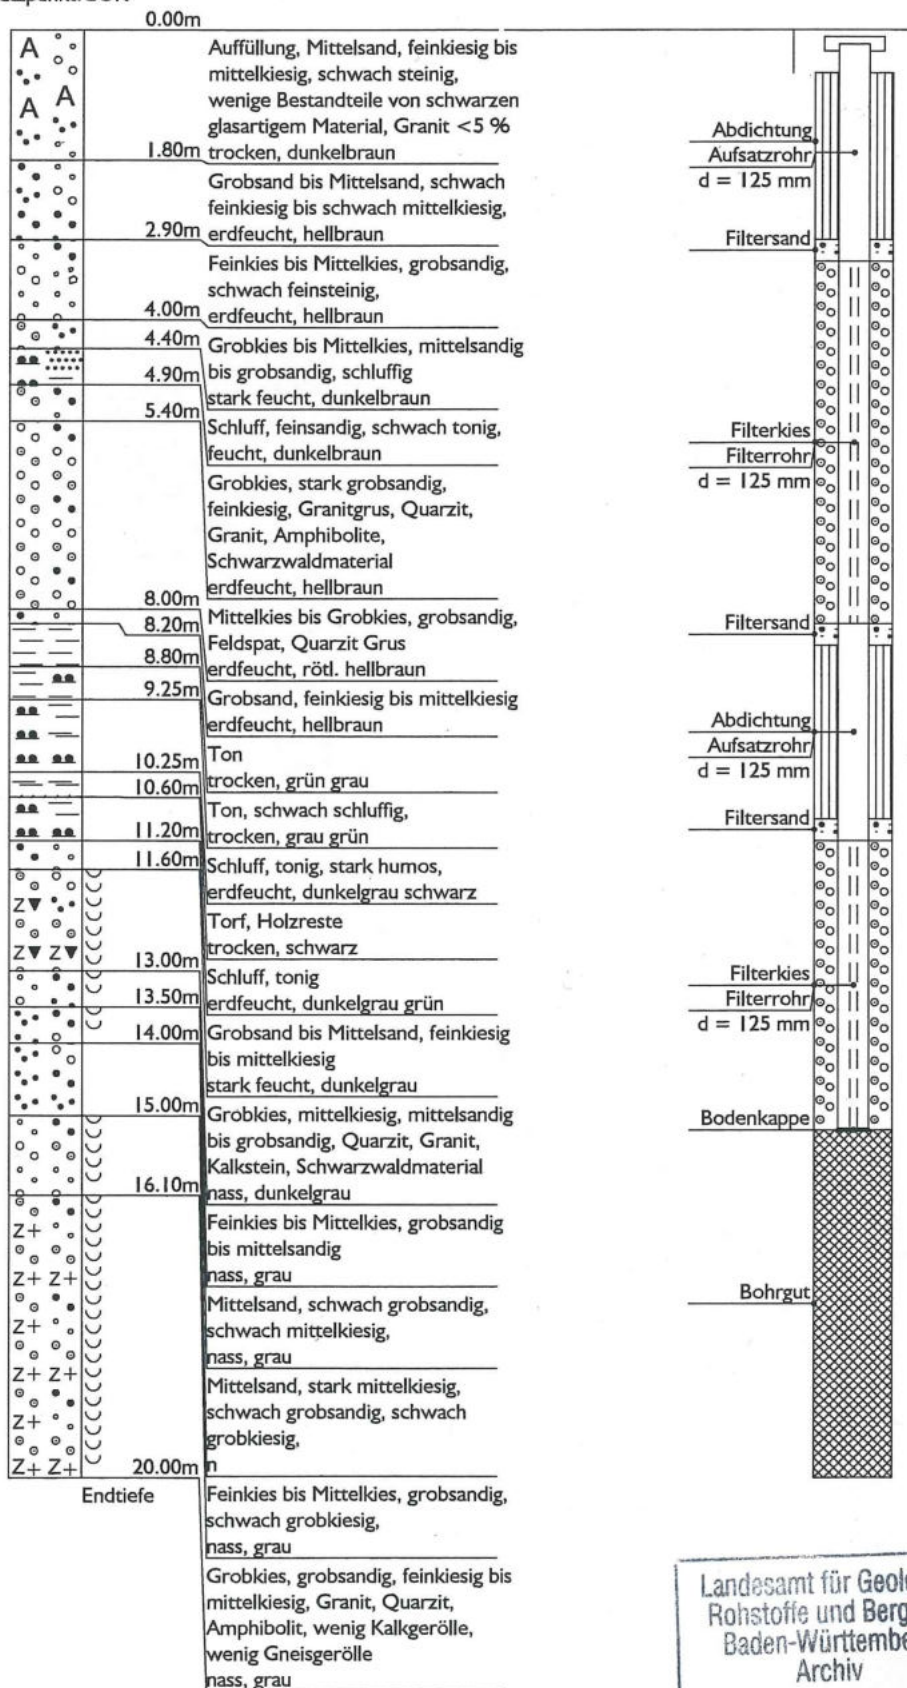 0.00m
Auffüllung, Mittelsand, feinkiesig bis
mittelkiesig, schwach steinig,
wenige Bestandteile von schwarzen
glasartigem Material, Granit <5 %
trocken, dunkelbraun
1.80m
Grobsand bis Mittelsand, schwach
feinkiesig bis schwach mittelkiesig,
erdfeucht, hellbraun
2.90m
Feinkies bis Mittelkies, grobsandig,
schwach feinsteinig,
erdfeucht, hellbraun
4.00m
Grobkies bis Mittelkies, mittelsandig
bis grobsandig, schluffig
stark feucht, dunkelbraun
4.40m
Schluff, feinsandig, schwach tonig,
feucht, dunkelbraun
4.90m
Grobkies, stark grobsandig,
feinkiesig, Granitgrus, Quarzit,
Granit, Amphibolite,
Schwarzwaldmaterial
erdfeucht, hellbraun
5.40m
Mittelkies bis Grobkies, grobsandig,
Feldspat, Quarzit Grus
erdfeucht, rötl. hellbraun
8.00m
Grobsand, feinkiesig bis mittelkiesig
erdfeucht, hellbraun
8.20m
Ton
trocken, grün grau
8.80m
Ton, schwach schluffig,
trocken, grau grün
9.25m
Schluff, tonig, stark humos,
erdfeucht, dunkelgrau schwarz
10.25m
Torf, Holzreste
trocken, schwarz
10.60m
Schluff, tonig
erdfeucht, dunkelgrau grün
11.20m
Grobsand bis Mittelsand, feinkiesig
bis mittelkiesig
stark feucht, dunkelgrau
11.60m
Grobkies, mittelkiesig, mittelsandig
bis grobsandig, Quarzit, Granit,
Kalkstein, Schwarzwaldmaterial
nass, dunkelgrau
13.00m
Feinkies bis Mittelkies, grobsandig
bis mittelsandig
nass, grau
13.50m
Mittelsand, schwach grobsandig,
schwach mittelkiesig,
nass, grau
14.00m
Mittelsand, stark mittelkiesig,
schwach grobsandig, schwach
grobkiesig,
n
15.00m
Feinkies bis Mittelkies, grobsandig,
schwach grobkiesig,
nass, grau
16.10m
Grobkies, grobsandig, feinkiesig bis
mittelkiesig, Granit, Quarzit,
Amphibolit, wenig Kalkgerölle,
wenig Gneisgerölle
nass, grau
20.00m
Endtiefe
A
A
A
Z
Z Z
Z+
Z+ Z+
Z+
Z+ Z+
Z+
Z+ Z+
Abdichtung
Aufsatzrohr
d = 125 mm
Filtersand
Filterkies
Filterrohr
d = 125 mm
Filtersand
Abdichtung
Aufsatzrohr
d = 125 mm
Filtersand
Filterkies
Filterrohr
d = 125 mm
Bodenkappe
Bohrgut
Landesamt für Geol
Rohstoffe und Berg
Baden-Württembe
Archiv